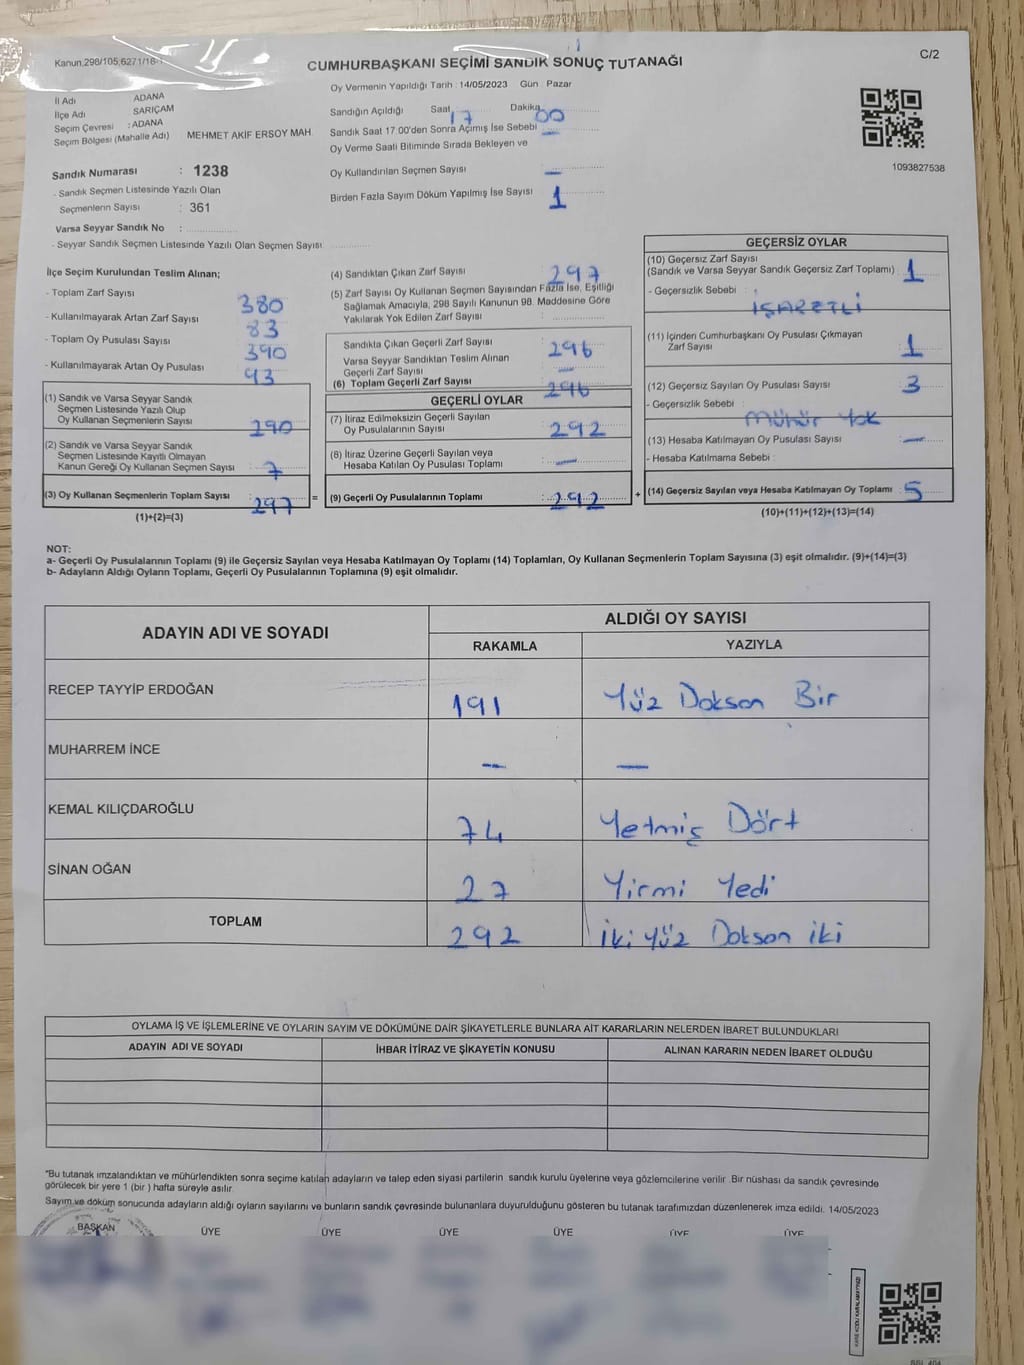 Kanun.298/105,6271/16-1
C/2
CUMHURBAŞKANI SEÇİMİ SANDIK SONUÇ TUTANAĞI
Oy Vermenin Yapıldığı Tarih : 14/05/2023 Gün Pazar
İl Adı ADANA
İlçe Adı SARIÇAM
Seçim Çevresi : ADANA
Seçim Bölgesi (Mahalle Adı) MEHMET AKİF ERSOY MAH.
Sandığın Açıldığı Saat 17 Dakika 00
Sandık Saat 17.00'den Sonra Açımış İse Sebebi —
Oy Verme Saati Bitiminde Sırada Bekleyen ve
Oy Kullandırılan Seçmen Sayısı —
Birden Fazla Sayım Döküm Yapılmış İse Sayısı 1
1093827538
Sandık Numarası : 1238
- Sandık Seçmen Listesinde Yazılı Olan
Seçmenlerin Sayısı : 361
Varsa Seyyar Sandık No :
- Seyyar Sandık Seçmen Listesinde Yazılı Olan Seçmen Sayısı
İlçe Seçim Kurulundan Teslim Alınan;
- Toplam Zarf Sayısı 380
- Kullanılmayarak Artan Zarf Sayısı 83
- Toplam Oy Pusulası Sayısı 390
- Kullanılmayarak Artan Oy Pusulası 93
(1) Sandık ve Varsa Seyyar Sandık
Seçmen Listesinde Yazılı Olup
Oy Kullanan Seçmenlerin Sayısı 290
(2) Sandık ve Varsa Seyyar Sandık
Seçmen Listesinde Kayıtlı Olmayan
Kanun Gereği Oy Kullanan Seçmen Sayısı 7
(3) Oy Kullanan Seçmenlerin Toplam Sayısı 297
(1)+(2)=(3)
(4) Sandıktan Çıkan Zarf Sayısı 297
(5) Zarf Sayısı Oy Kullanan Seçmen Sayısından Fazla İse, Eşitliği
Sağlamak Amacıyla, 298 Sayılı Kanunun 98. Maddesine Göre
Yakılarak Yok Edilen Zarf Sayısı :
Sandıkta Çıkan Geçerli Zarf Sayısı 296
Varsa Seyyar Sandıktan Teslim Alınan
Geçerli Zarf Sayısı —
(6) Toplam Geçerli Zarf Sayısı 296
GEÇERLİ OYLAR
(7) İtiraz Edilmeksizin Geçerli Sayılan
Oy Pusulalarının Sayısı 292
(8) İtiraz Üzerine Geçerli Sayılan veya
Hesaba Katılan Oy Pusulası Toplamı : —
= (9) Geçerli Oy Pusulalarının Toplamı : 292 +
GEÇERSİZ OYLAR
(10) Geçersiz Zarf Sayısı
(Sandık ve Varsa Seyyar Sandık Geçersiz Zarf Toplamı) 1
- Geçersizlik Sebebi :
İŞARETLİ
(11) İçinden Cumhurbaşkanı Oy Pusulası Çıkmayan
Zarf Sayısı 1
(12) Geçersiz Sayılan Oy Pusulası Sayısı 3
- Geçersizlik Sebebi :
Mühür Yok
(13) Hesaba Katılmayan Oy Pusulası Sayısı : —
- Hesaba Katılmama Sebebi :
(14) Geçersiz Sayılan veya Hesaba Katılmayan Oy Toplamı : 5
(10)+(11)+(12)+(13)=(14)
NOT:
a- Geçerli Oy Pusulalarının Toplamı (9) ile Geçersiz Sayılan veya Hesaba Katılmayan Oy Toplamı (14) Toplamları, Oy Kullanan Seçmenlerin Toplam Sayısına (3) eşit olmalıdır. (9)+(14)=(3)
b- Adayların Aldığı Oyların Toplamı, Geçerli Oy Pusulalarının Toplamına (9) eşit olmalıdır.
ADAYIN ADI VE SOYADI ALDIĞI OY SAYISI
RAKAMLA YAZIYLA
RECEP TAYYİP ERDOĞAN 191 Yüz Doksan Bir
MUHARREM İNCE — —
KEMAL KILIÇDAROĞLU 74 Yetmiş Dört
SİNAN OĞAN 27 Yirmi Yedi
TOPLAM 292 İki Yüz Doksan iki
OYLAMA İŞ VE İŞLEMLERİNE VE OYLARIN SAYIM VE DÖKÜMÜNE DAİR ŞİKAYETLERLE BUNLARA AİT KARARLARIN NELERDEN İBARET BULUNDUKLARI
ADAYIN ADI VE SOYADI İHBAR İTİRAZ VE ŞİKAYETİN KONUSU ALINAN KARARIN NEDEN İBARET OLDUĞU
*Bu tutanak imzalandıktan ve mühürlendikten sonra seçime katılan adayların ve talep eden siyasi partilerin sandık kurulu üyelerine veya gözlemcilerine verilir. Bir nüshası da sandık çevresinde
görülecek bir yere 1 (bir ) hafta süreyle asılır.
Sayım ve döküm sonucunda adayların aldığı oyların sayılarını ve bunların sandık çevresinde bulunanlara duyurulduğunu gösteren bu tutanak tarafımızdan düzenlenerek imza edildi. 14/05/2023
BAŞKAN ÜYE ÜYE ÜYE ÜYE ÜYE ÜYE